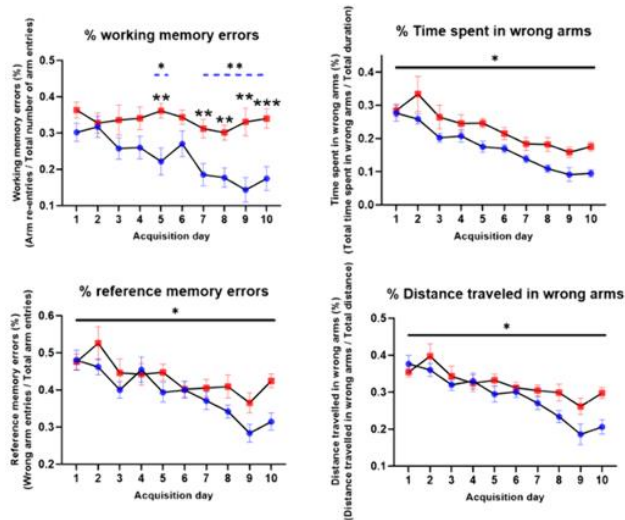 % working memory errors
* **
** ** ** ** ***
Working memory errors (%)
(Arm re-entries / Total number of arm entries)
0.5
0.4
0.3
0.2
0.1
1 2 3 4 5 6 7 8 9 10
Acquisition day
% Time spent in wrong arms
*
Time spent in wrong arms (%)
(Total time spent in wrong arms / Total duration)
0.4
0.3
0.2
0.1
0.0
1 2 3 4 5 6 7 8 9 10
Acquisition day
% reference memory errors
*
Reference memory errors (%)
(Wrong arm entries / Total arm entries)
0.6
0.5
0.4
0.3
0.2
1 2 3 4 5 6 7 8 9 10
Acquisition day
% Distance traveled in wrong arms
*
Distance travelled in wrong arms (%)
(Distance travelled in wrong arms / Total distance)
0.5
0.4
0.3
0.2
0.1
1 2 3 4 5 6 7 8 9 10
Acquisition day